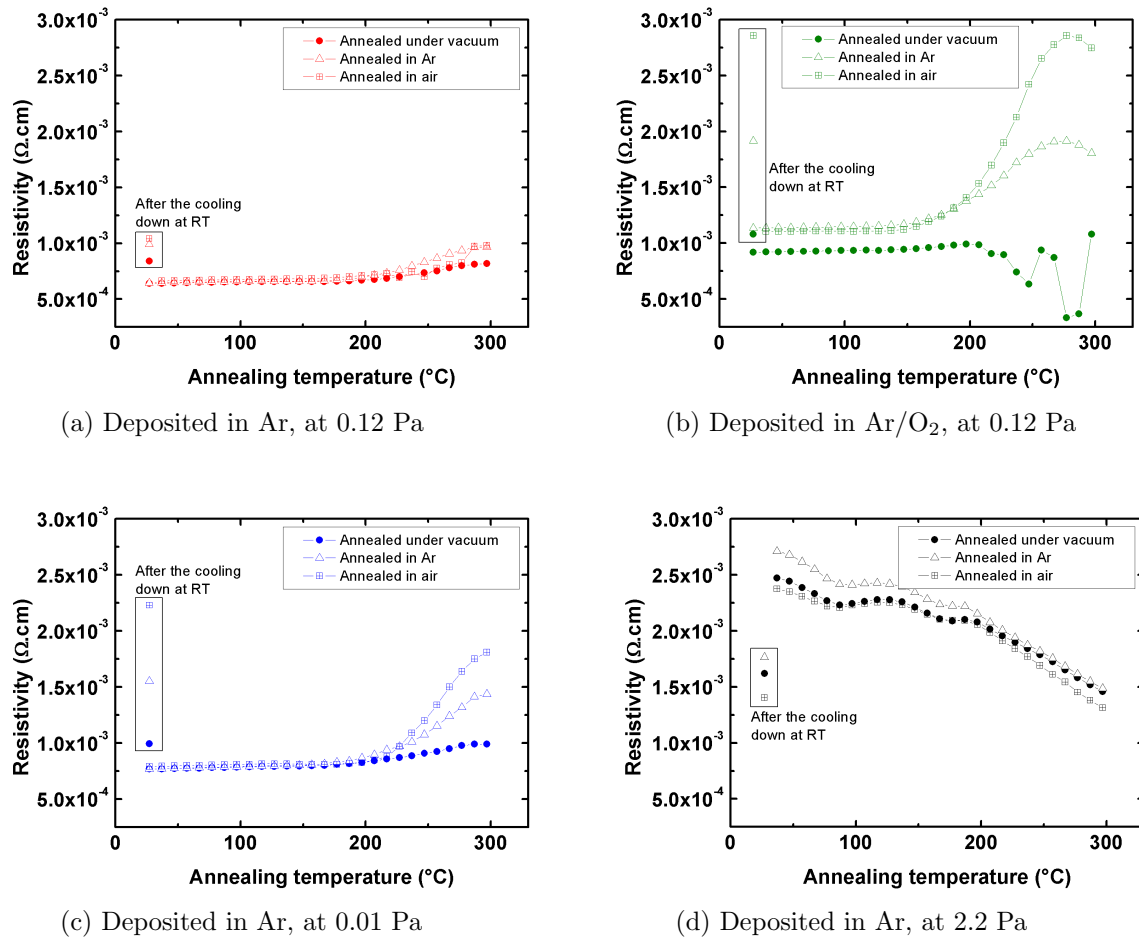 3.0x10⁻³
2.5x10⁻³
2.0x10⁻³
1.5x10⁻³
1.0x10⁻³
5.0x10⁻⁴
Resistivity (Ω.cm)
Annealed under vacuum
Annealed in Ar
Annealed in air
After the cooling
down at RT
0 100 200 300
Annealing temperature (°C)
(a) Deposited in Ar, at 0.12 Pa
3.0x10⁻³
2.5x10⁻³
2.0x10⁻³
1.5x10⁻³
1.0x10⁻³
5.0x10⁻⁴
Resistivity (Ω.cm)
Annealed under vacuum
Annealed in Ar
Annealed in air
After the cooling
down at RT
0 100 200 300
Annealing temperature (°C)
(b) Deposited in Ar/O₂, at 0.12 Pa
3.0x10⁻³
2.5x10⁻³
2.0x10⁻³
1.5x10⁻³
1.0x10⁻³
5.0x10⁻⁴
Resistivity (Ω.cm)
Annealed under vacuum
Annealed in Ar
Annealed in air
After the cooling
down at RT
0 100 200 300
Annealing temperature (°C)
(c) Deposited in Ar, at 0.01 Pa
3.0x10⁻³
2.5x10⁻³
2.0x10⁻³
1.5x10⁻³
1.0x10⁻³
5.0x10⁻⁴
Resistivity (Ω.cm)
Annealed under vacuum
Annealed in Ar
Annealed in air
After the cooling
down at RT
0 100 200 300
Annealing temperature (°C)
(d) Deposited in Ar, at 2.2 Pa